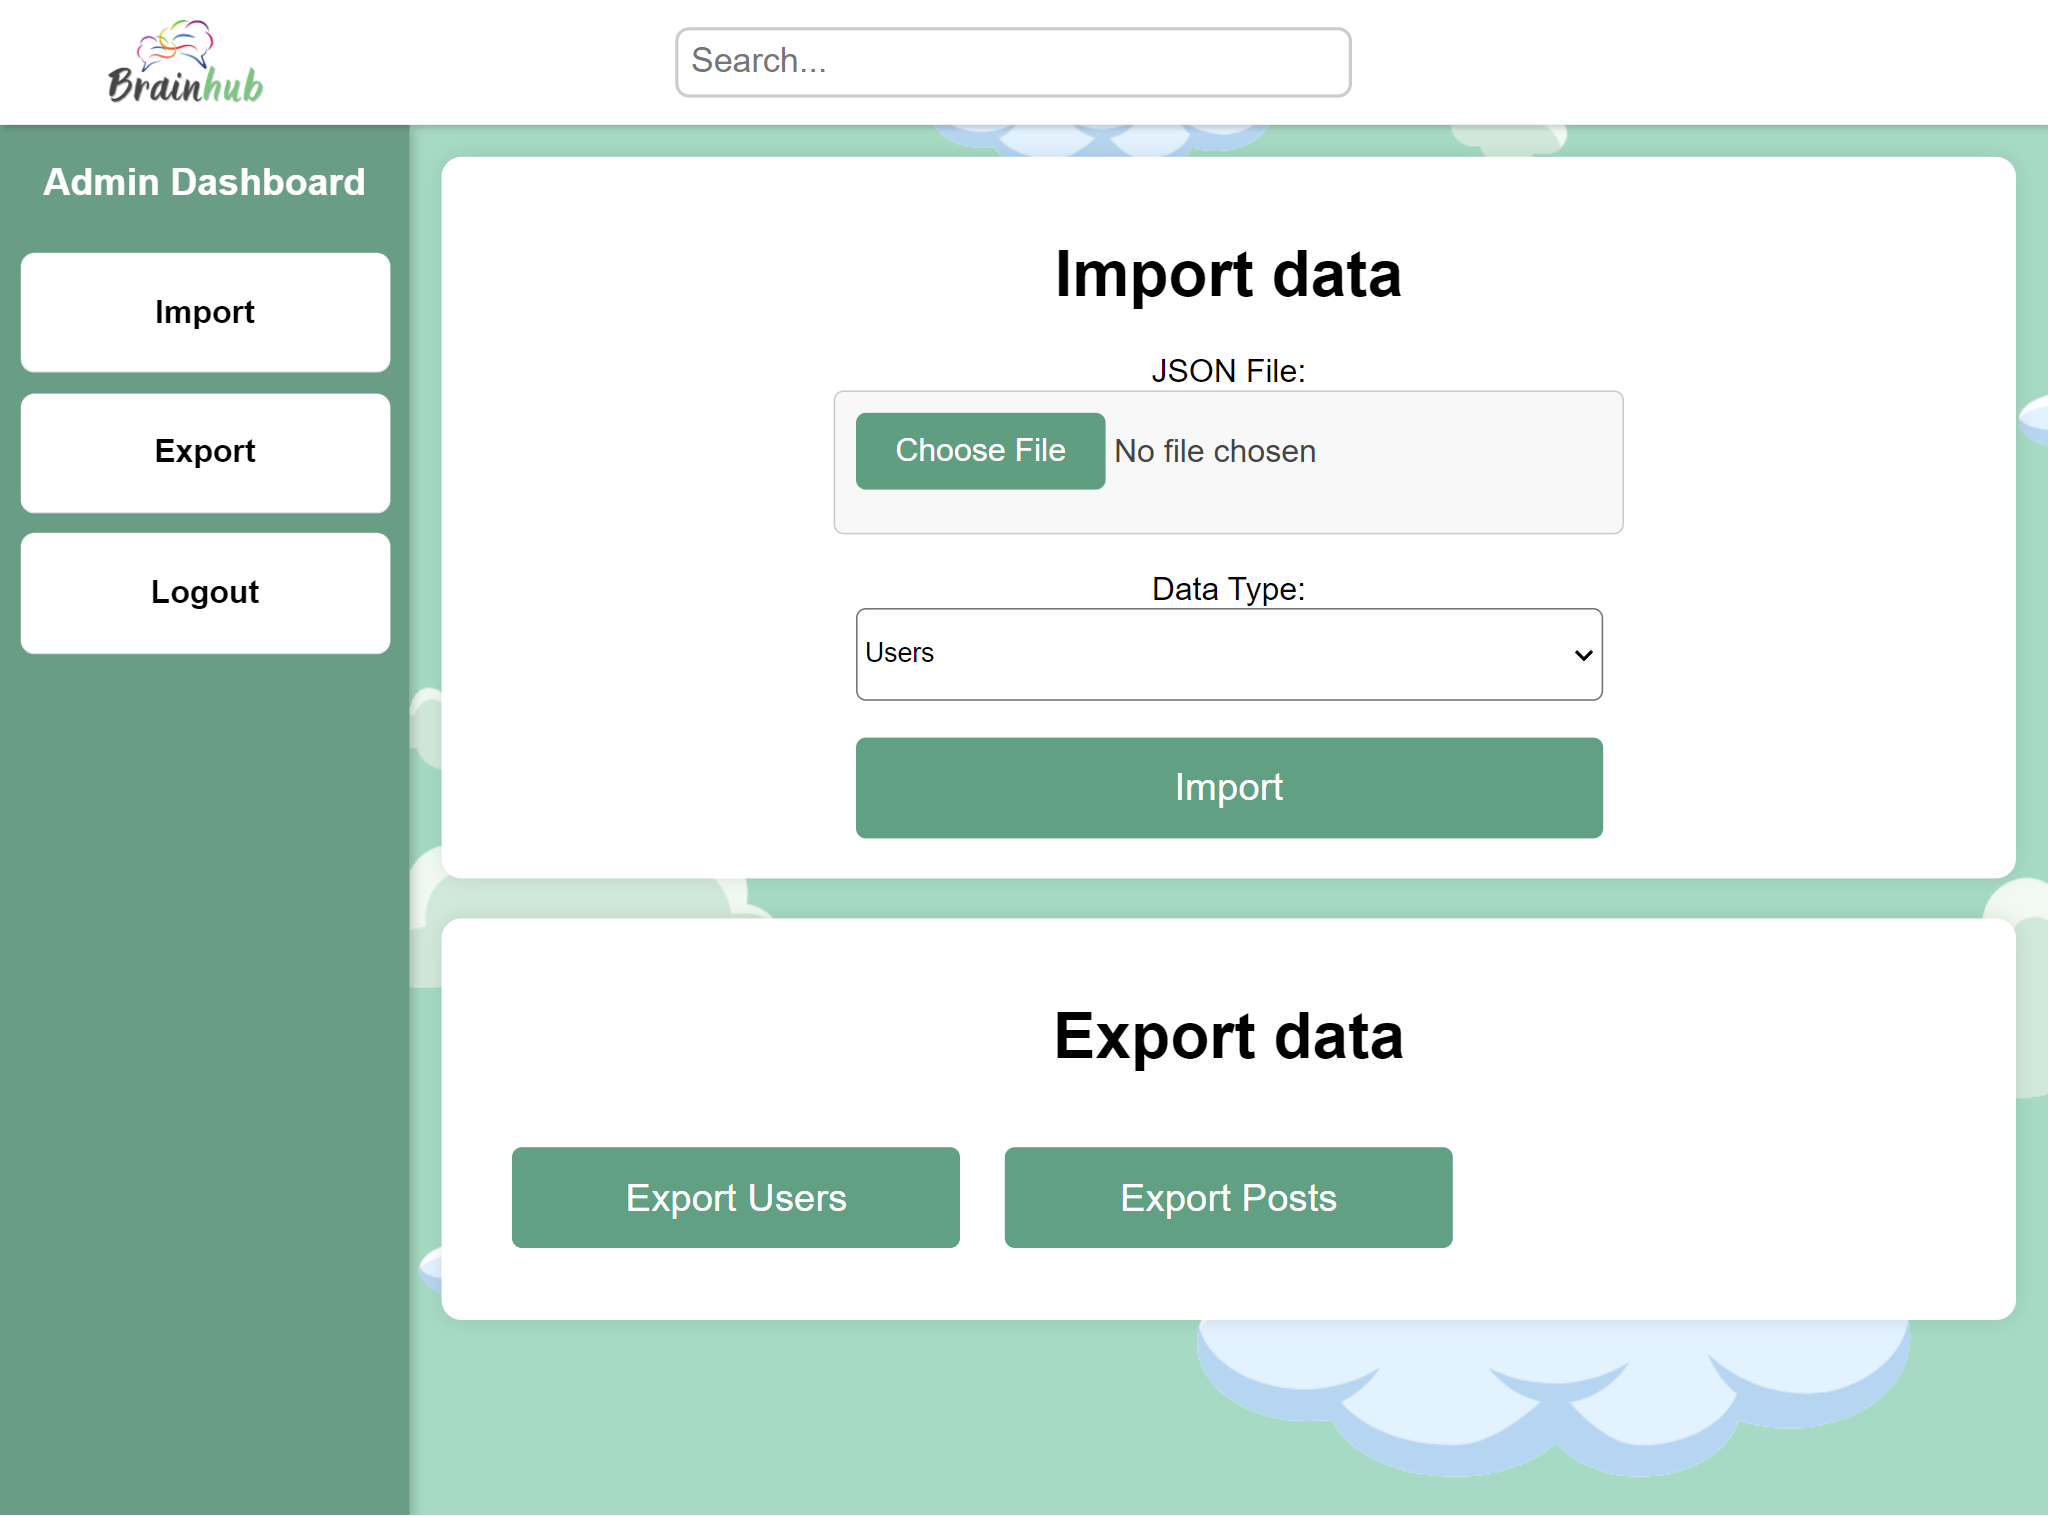 Brainhub
Search...
Admin Dashboard
Import
Export
Logout
Import data
JSON File:
Choose File No file chosen
Data Type:
Users
Import
Export data
Export Users
Export Posts